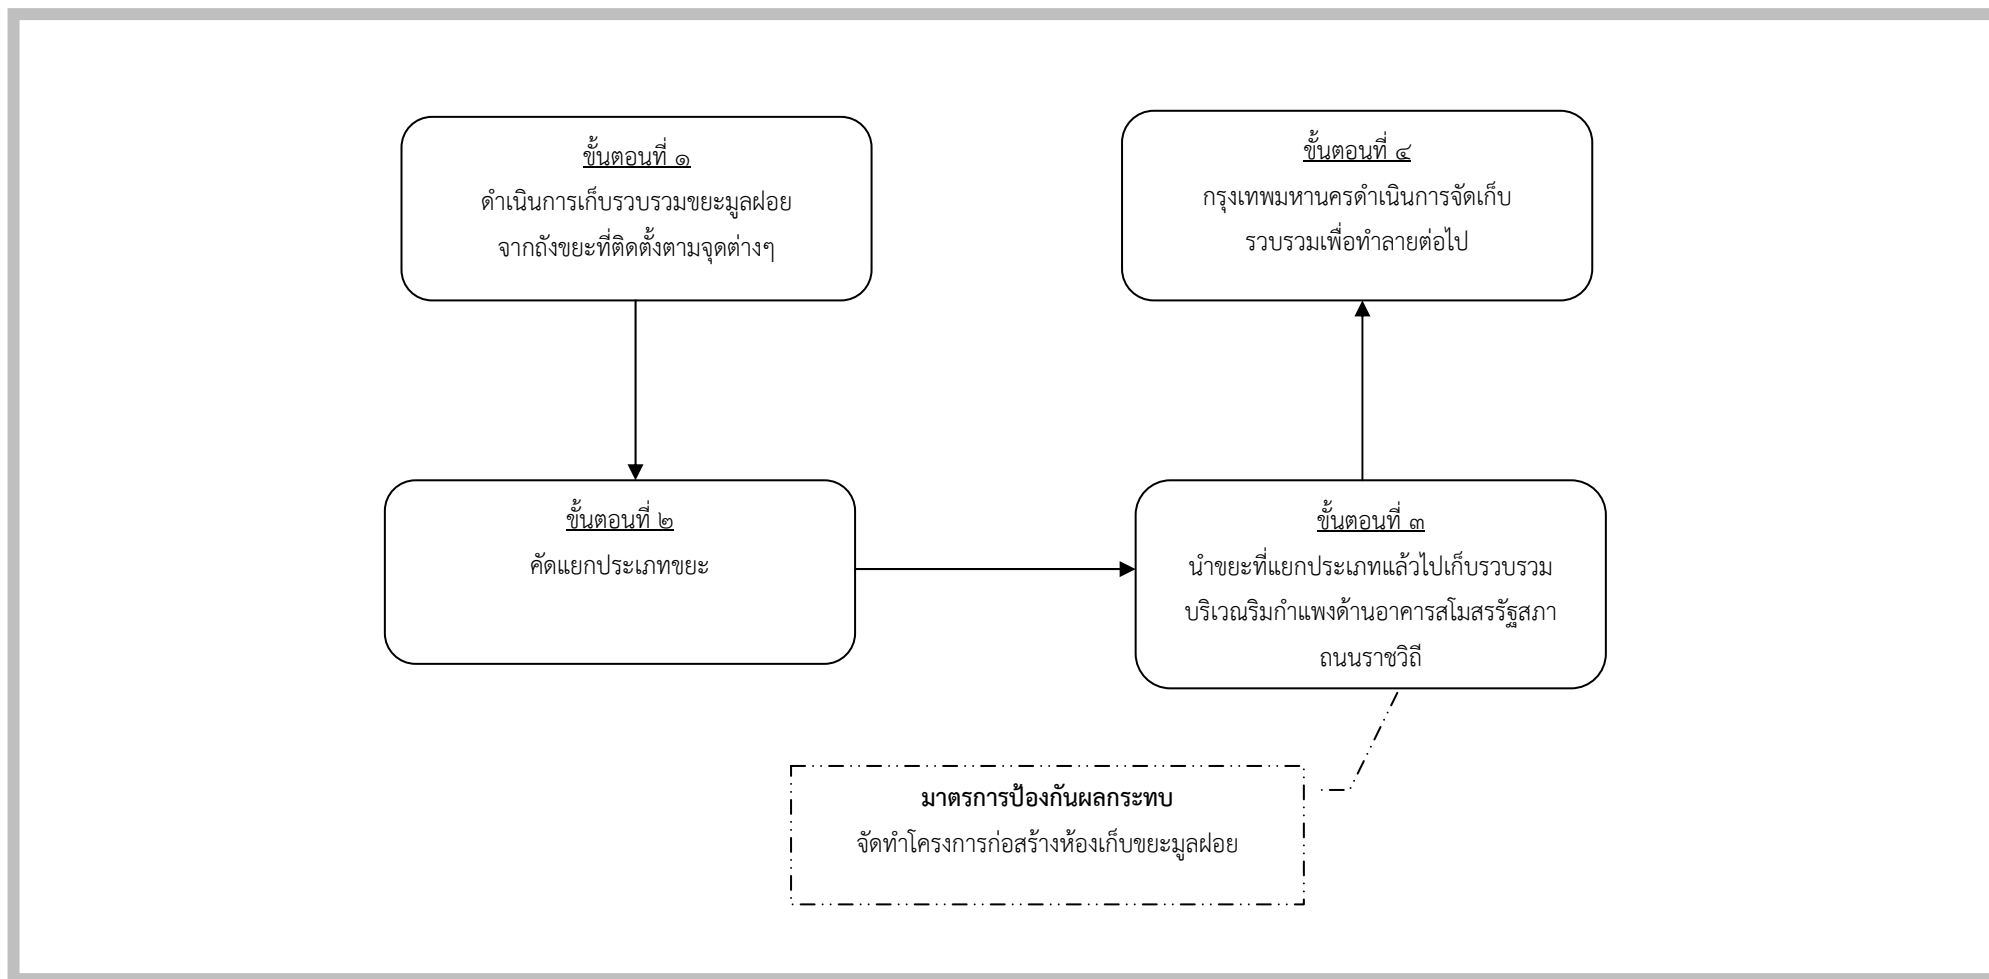 ขั้นตอนที่ ๑
ดำเนินการเก็บรวบรวมขยะมูลฝอย
จากถังขยะที่ติดตั้งตามจุดต่างๆ
ขั้นตอนที่ ๒
คัดแยกประเภทขยะ
ขั้นตอนที่ ๓
นำขยะที่แยกประเภทแล้วไปเก็บรวบรวม
บริเวณริมกำแพงด้านอาคารสโมสรรัฐสภา
ถนนราชวิถี
ขั้นตอนที่ ๔
กรุงเทพมหานครดำเนินการจัดเก็บ
รวบรวมเพื่อทำลายต่อไป
มาตรการป้องกันผลกระทบ
จัดทำโครงการก่อสร้างห้องเก็บขยะมูลฝอย